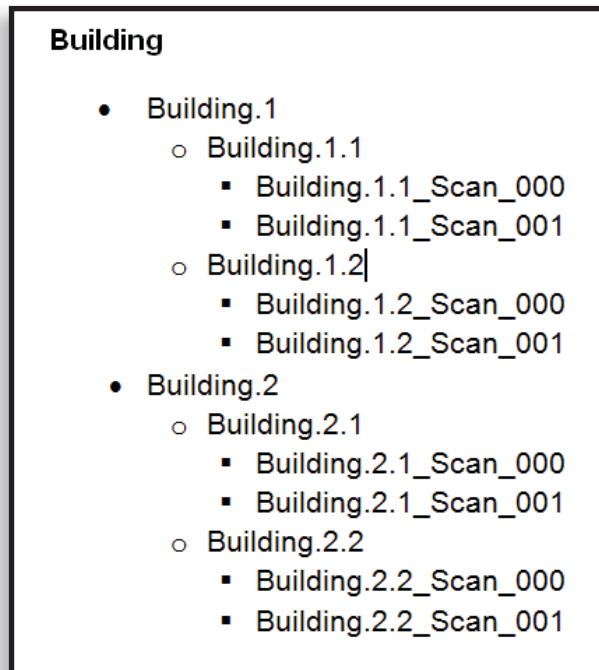 Building
• Building.1
o Building.1.1
▪ Building.1.1_Scan_000
▪ Building.1.1_Scan_001
o Building.1.2
▪ Building.1.2_Scan_000
▪ Building.1.2_Scan_001
• Building.2
o Building.2.1
▪ Building.2.1_Scan_000
▪ Building.2.1_Scan_001
o Building.2.2
▪ Building.2.2_Scan_000
▪ Building.2.2_Scan_001